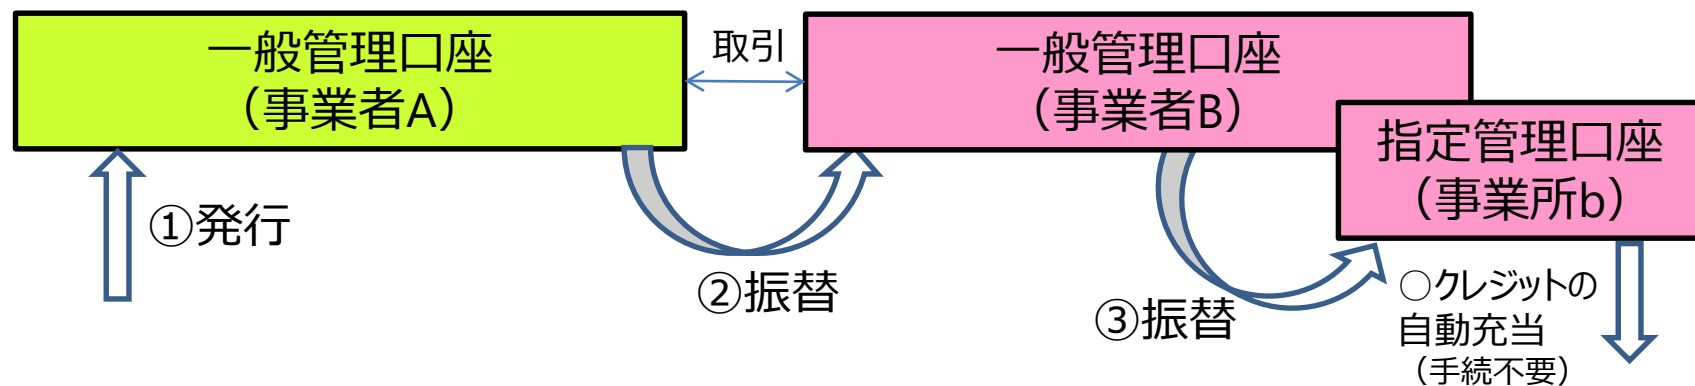 一般管理口座
（事業者A）
取引
一般管理口座
（事業者B）
指定管理口座
（事業所b）
①発行
②振替
③振替
○クレジットの
自動充当
（手続不要）